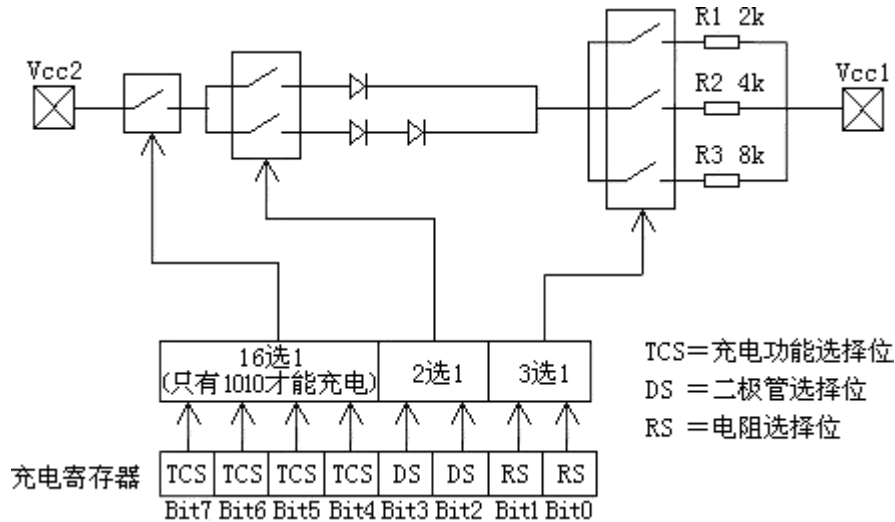 R1 2k
Vcc2
Vcc1
R2 4k
R3 8k
16选1
(只有1010才能充电)
2选1
3选1
TCS＝充电功能选择位
DS ＝二极管选择位
RS ＝电阻选择位
充电寄存器
TCS TCS TCS TCS DS DS RS RS
Bit7 Bit6 Bit5 Bit4 Bit3 Bit2 Bit1 Bit0